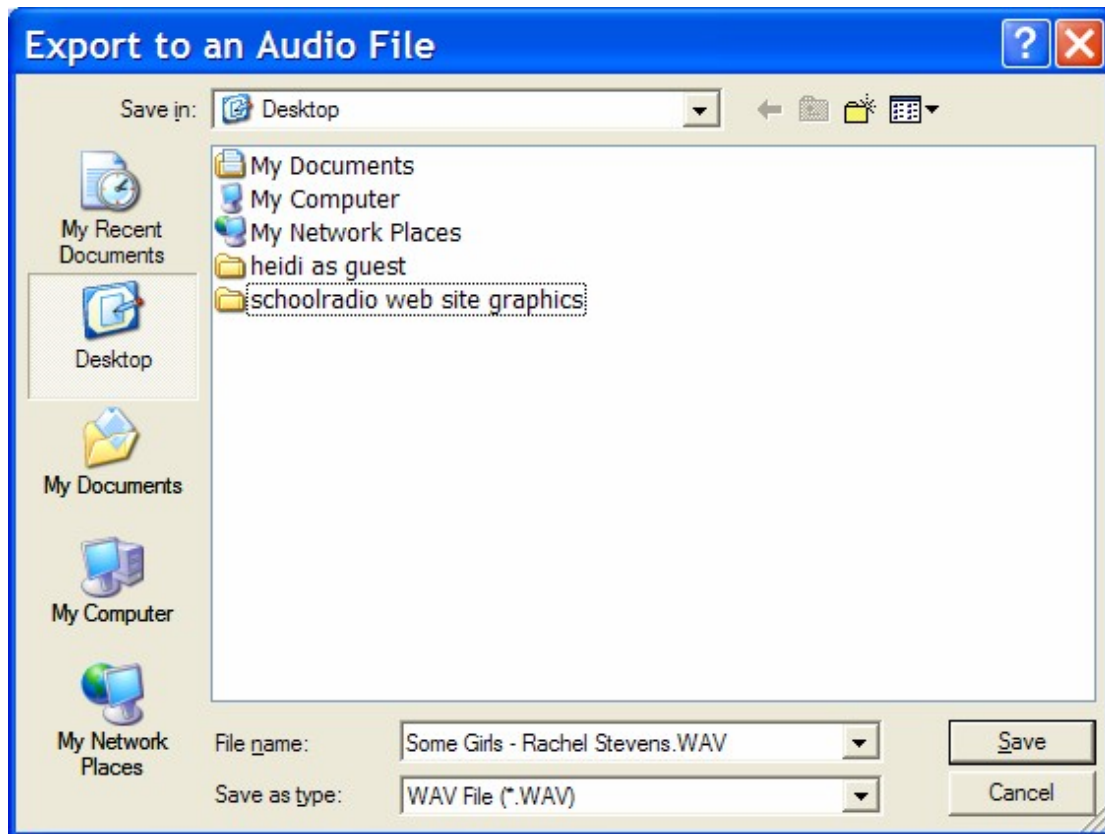 Export to an Audio File
Save in: Desktop
My Documents
My Computer
My Network Places
heidi as guest
schoolradio web site graphics
My Recent
Documents
Desktop
My Documents
My Computer
My Network
Places
File name: Some Girls - Rachel Stevens.WAV Save
Save as type: WAV File (*.WAV) Cancel